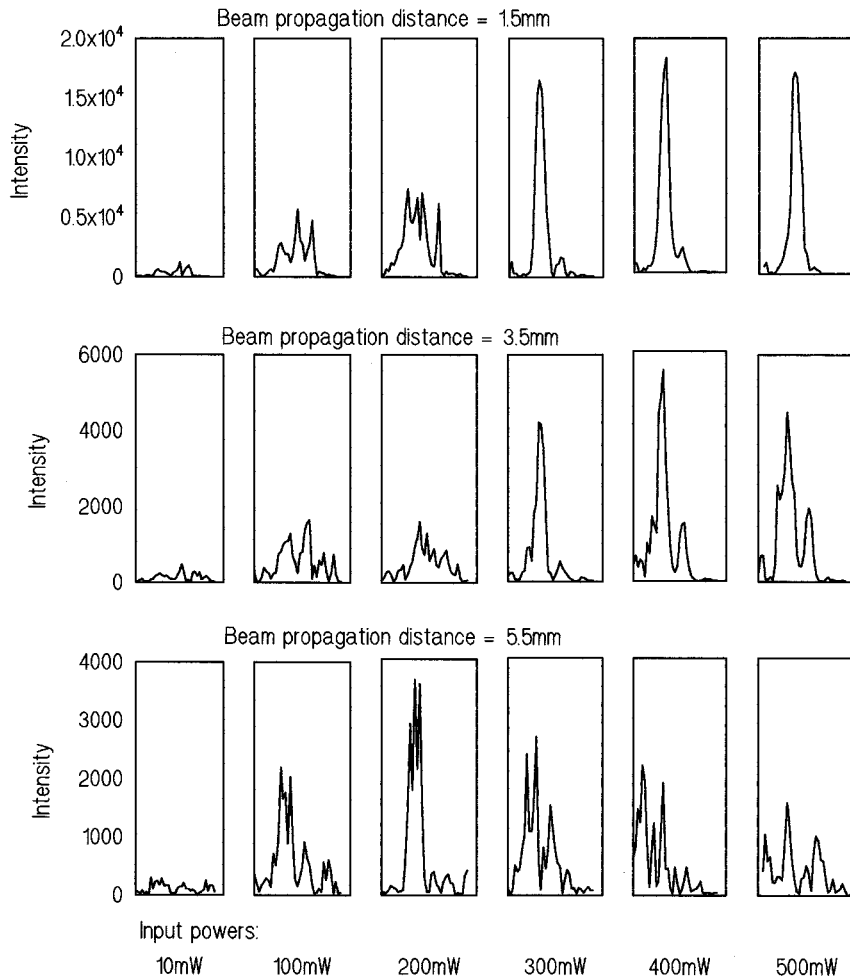 Beam propagation distance = 1.5mm
2.0x10⁴
1.5x10⁴
1.0x10⁴
0.5x10⁴
0
Intensity
Beam propagation distance = 3.5mm
6000
4000
2000
0
Intensity
Beam propagation distance = 5.5mm
4000
3000
2000
1000
0
Intensity
Input powers:
10mW 100mW 200mW 300mW 400mW 500mW